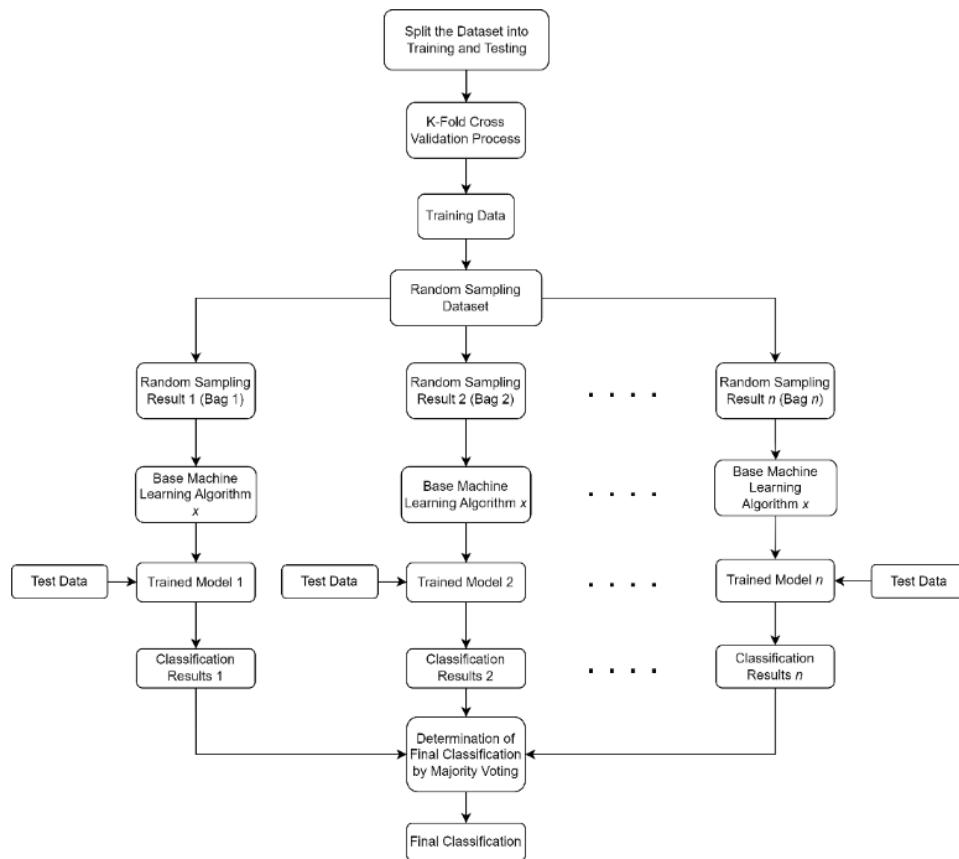 Split the Dataset into
Training and Testing
K-Fold Cross
Validation Process
Training Data
Random Sampling
Dataset
Random Sampling
Result 1 (Bag 1)
Random Sampling
Result 2 (Bag 2)
. . . .
Random Sampling
Result n (Bag n)
Base Machine
Learning Algorithm
x
Base Machine
Learning Algorithm x
. . . .
Base Machine
Learning
Algorithm x
Test Data
Trained Model 1
Test Data
Trained Model 2
. . . .
Trained Model n
Test Data
Classification
Results 1
Classification
Results 2
. . . .
Classification
Results n
Determination of
Final Classification
by Majority Voting
Final Classification